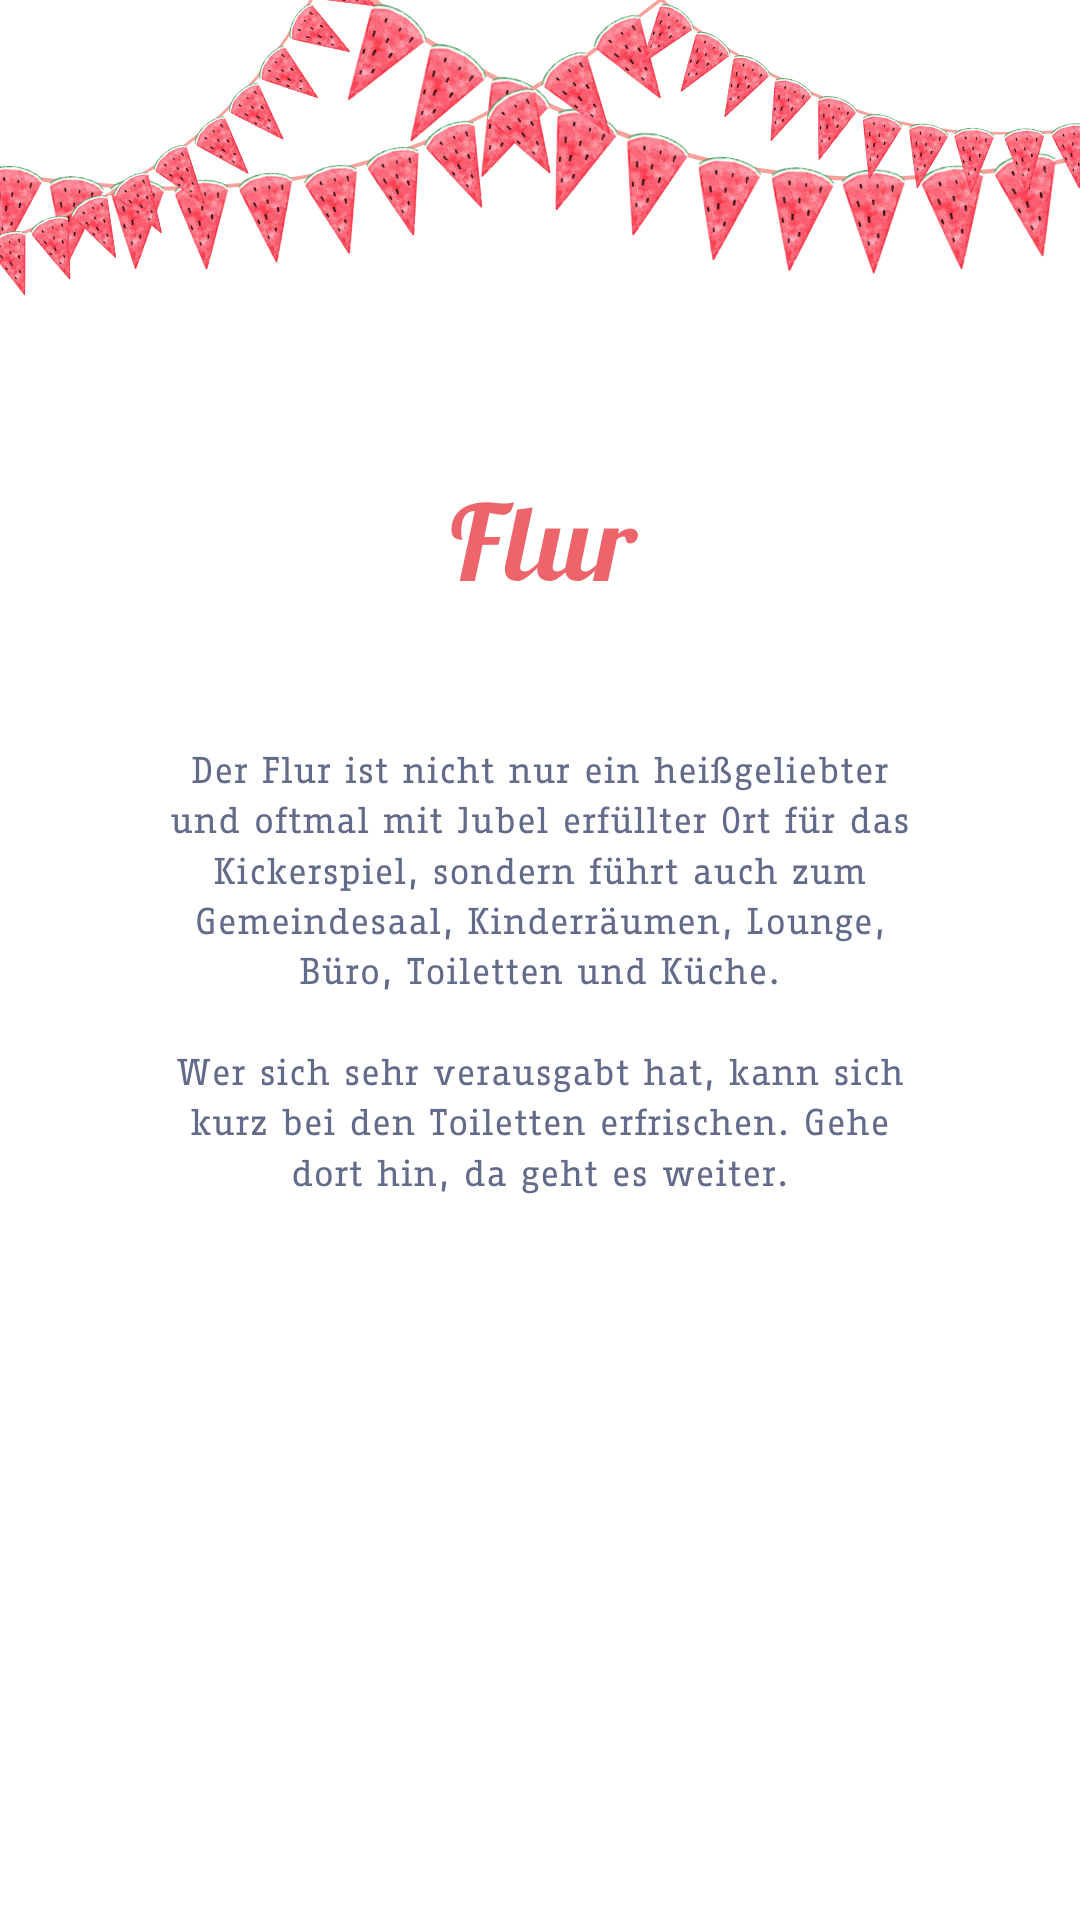 Flur
Der Flur ist nicht nur ein heißgeliebter
und oftmal mit Jubel erfüllter Ort für das
Kickerspiel, sondern führt auch zum
Gemeindesaal, Kinderräumen, Lounge,
Büro, Toiletten und Küche.
Wer sich sehr verausgabt hat, kann sich
kurz bei den Toiletten erfrischen. Gehe
dort hin, da geht es weiter.